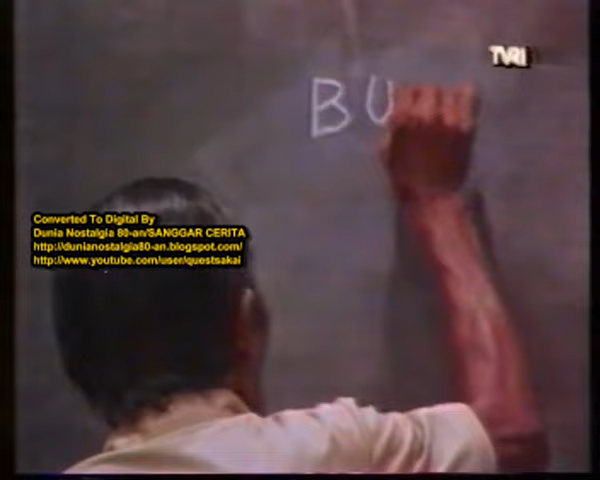 TVRI
BU
Converted To Digital By
Dunia Nostalgia 80-an/SANGGAR CERITA
http://dunianostalgia80-an.blogspot.com/
http://www.youtube.com/user/questsakai